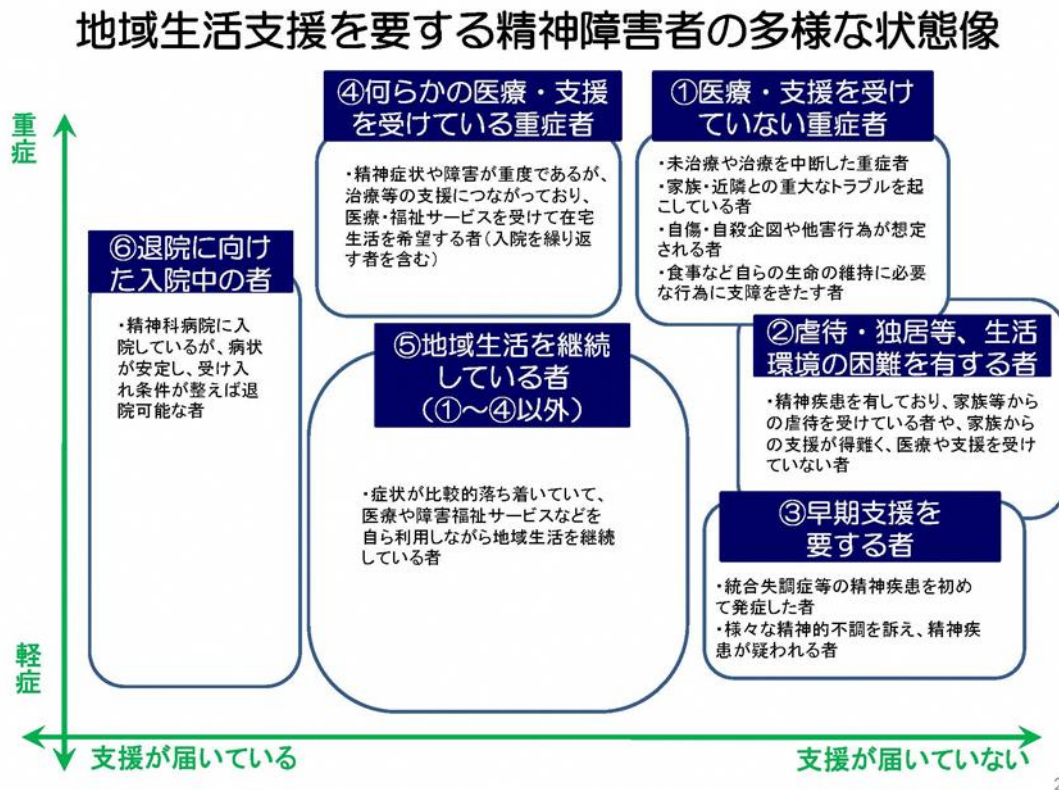 地域生活支援を要する精神障害者の多様な状態像
重症
④何らかの医療・支援
を受けている重症者
・精神症状や障害が重度であるが、
治療等の支援につながっており、
医療・福祉サービスを受けて在宅
生活を希望する者(入院を繰り返
す者を含む)
①医療・支援を受け
ていない重症者
・未治療や治療を中断した重症者
・家族・近隣との重大なトラブルを起
こしている者
・自傷・自殺企図や他害行為が想定
される者
・食事など自らの生命の維持に必要
な行為に支障をきたす者
⑥退院に向け
た入院中の者
・精神科病院に入
院しているが、病状
が安定し、受け入
れ条件が整えば退
院可能な者
⑤地域生活を継続
している者
(①～④以外)
・症状が比較的落ち着いていて、
医療や障害福祉サービスなどを
自ら利用しながら地域生活を継続
している者
②虐待・独居等、生活
環境の困難を有する者
・精神疾患を有しており、家族等から
の虐待を受けている者や、家族から
の支援が得難く、医療や支援を受け
ていない者
③早期支援を
要する者
・統合失調症等の精神疾患を初め
て発症した者
・様々な精神的不調を訴え、精神疾
患が疑われる者
軽症
支援が届いている
支援が届いていない
2